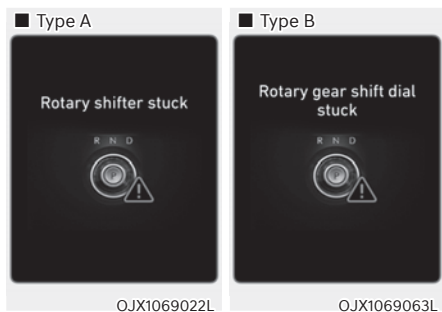 ■ Type A
Rotary shifter stuck
R N D
P
OJX1069022L
■ Type B
Rotary gear shift dial
stuck
R N D
P
OJX1069063L